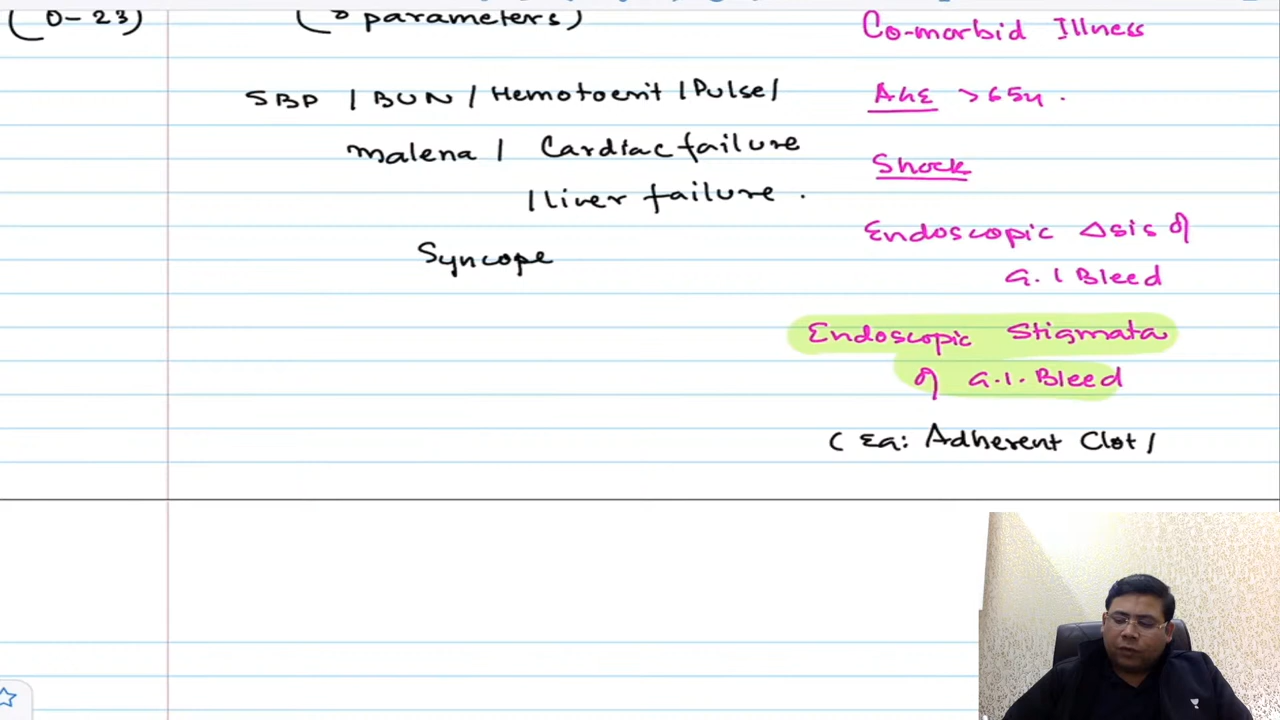 (0-23)
(8 parameters)
SBP / BUN / Hemotocrit / Pulse /
Malena / Cardiac failure
/ liver failure .
Syncope
Co-morbid Illness
AGE >65y .
Shock
Endoscopic Δsis of
G.I Bleed
Endoscopic Stigmata
of G.I. Bleed
( Eg: Adherent Clot /